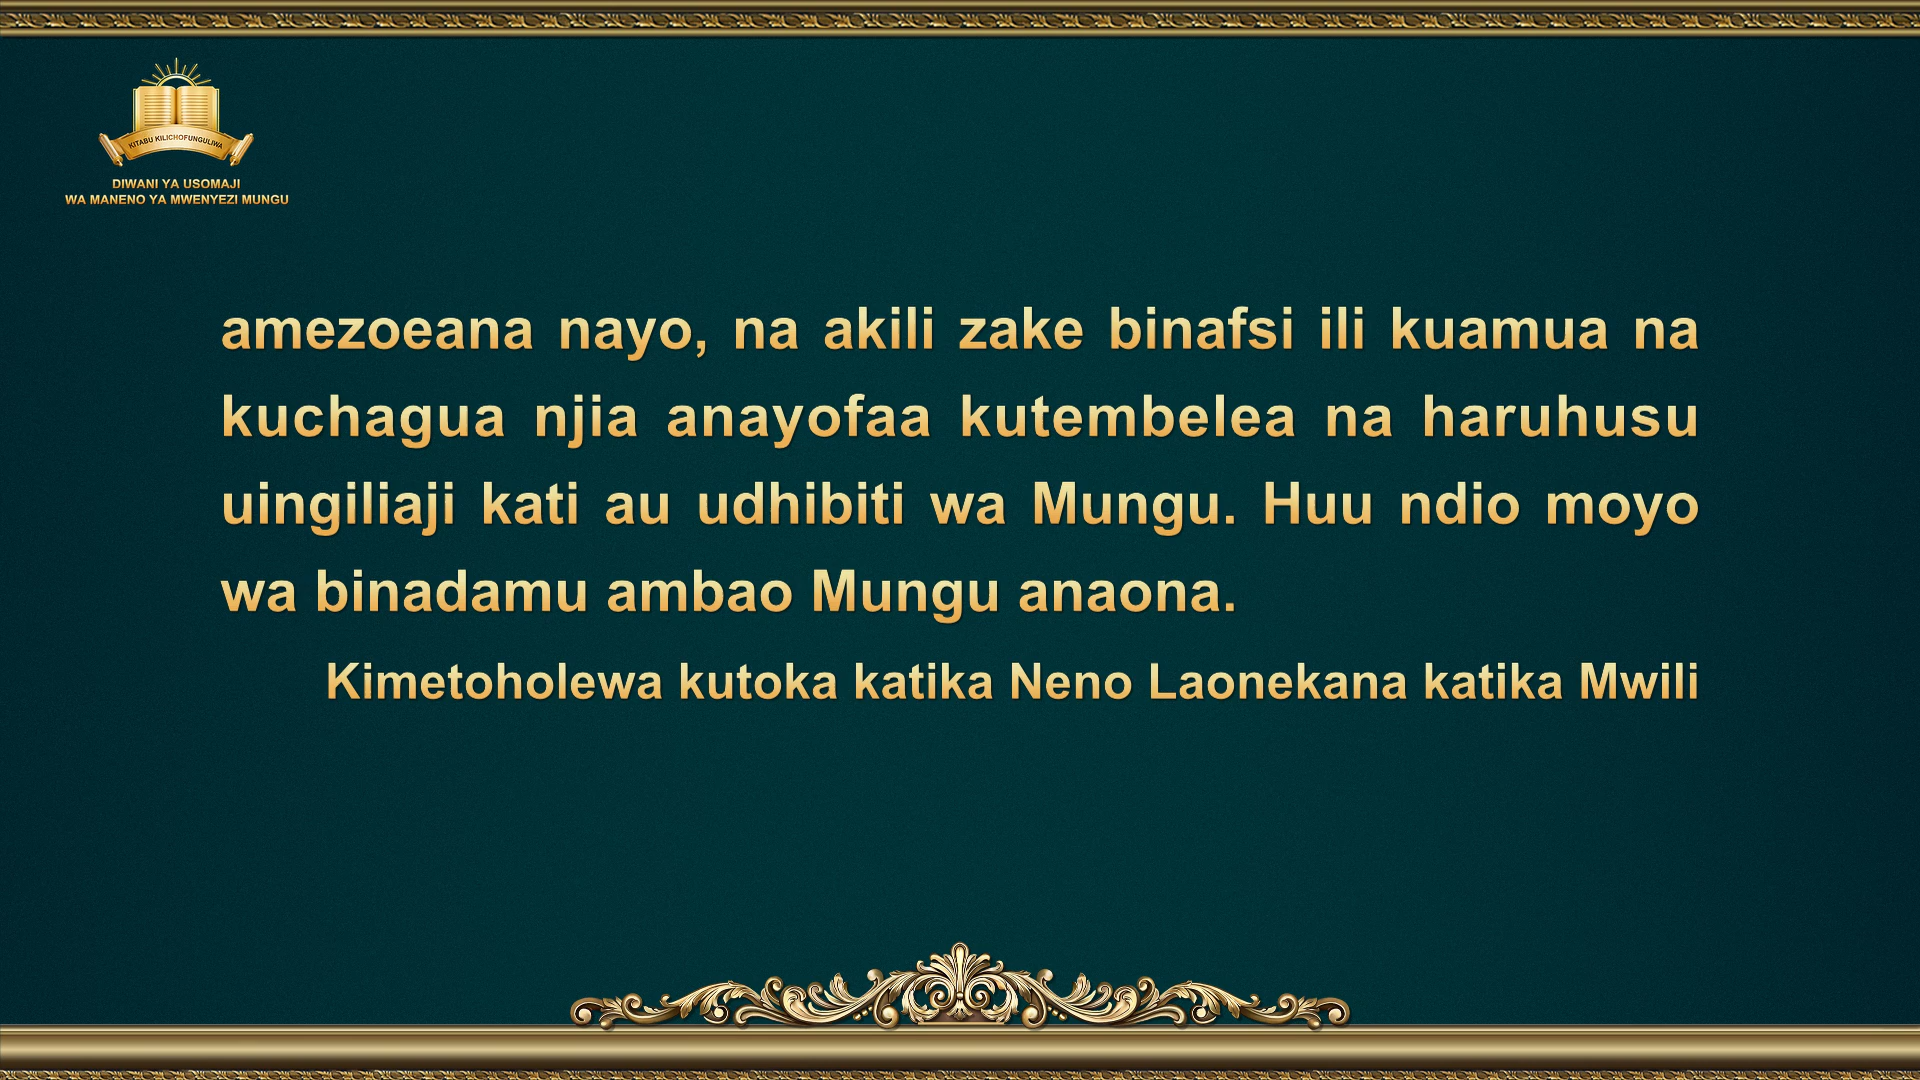 KITABU KILICHOFUNGULIWA
DIWANI YA USOMAJI
WA MANENO YA MWENYEZI MUNGU
amezoeana nayo, na akili zake binafsi ili kuamua na
kuchagua njia anayofaa kutembelea na haruhusu
uingiliaji kati au udhibiti wa Mungu. Huu ndio moyo
wa binadamu ambao Mungu anaona.
Kimetoholewa kutoka katika Neno Laonekana katika Mwili